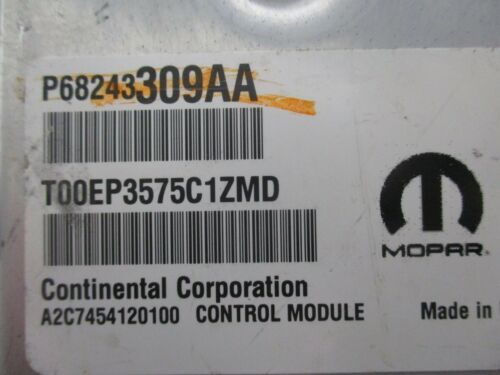 P68243309AA
T00EP3575C1ZMD
MOPAR
Continental Corporation
A2C7454120100 CONTROL MODULE
Made in